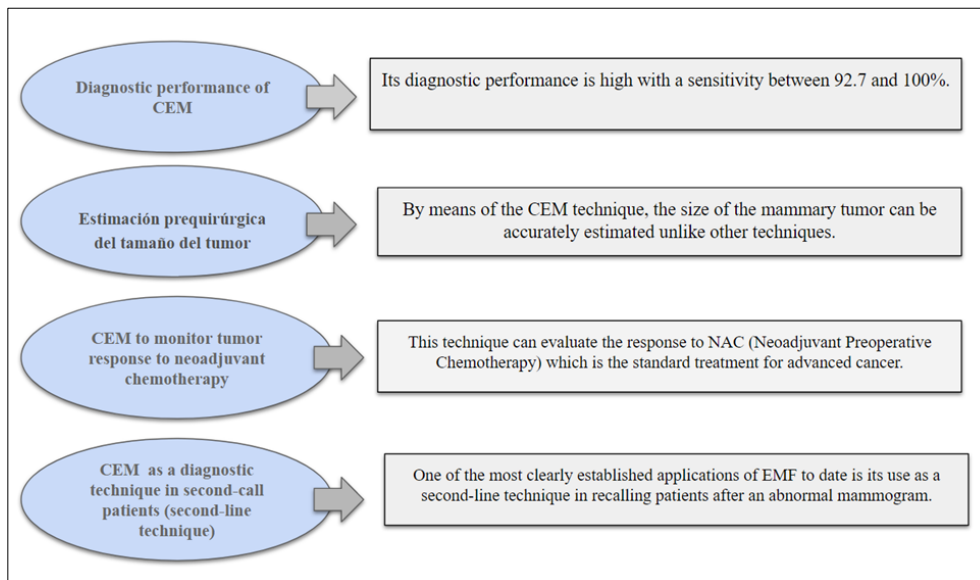 Diagnostic performance of
CEM
Its diagnostic performance is high with a sensitivity between 92.7 and 100%.
Estimación prequirúrgica
del tamaño del tumor
By means of the CEM technique, the size of the mammary tumor can be
accurately estimated unlike other techniques.
CEM to monitor tumor
response to neoadjuvant
chemotherapy
This technique can evaluate the response to NAC (Neoadjuvant Preoperative
Chemotherapy) which is the standard treatment for advanced cancer.
CEM as a diagnostic
technique in second-call
patients (second-line
technique)
One of the most clearly established applications of EMF to date is its use as a
second-line technique in recalling patients after an abnormal mammogram.